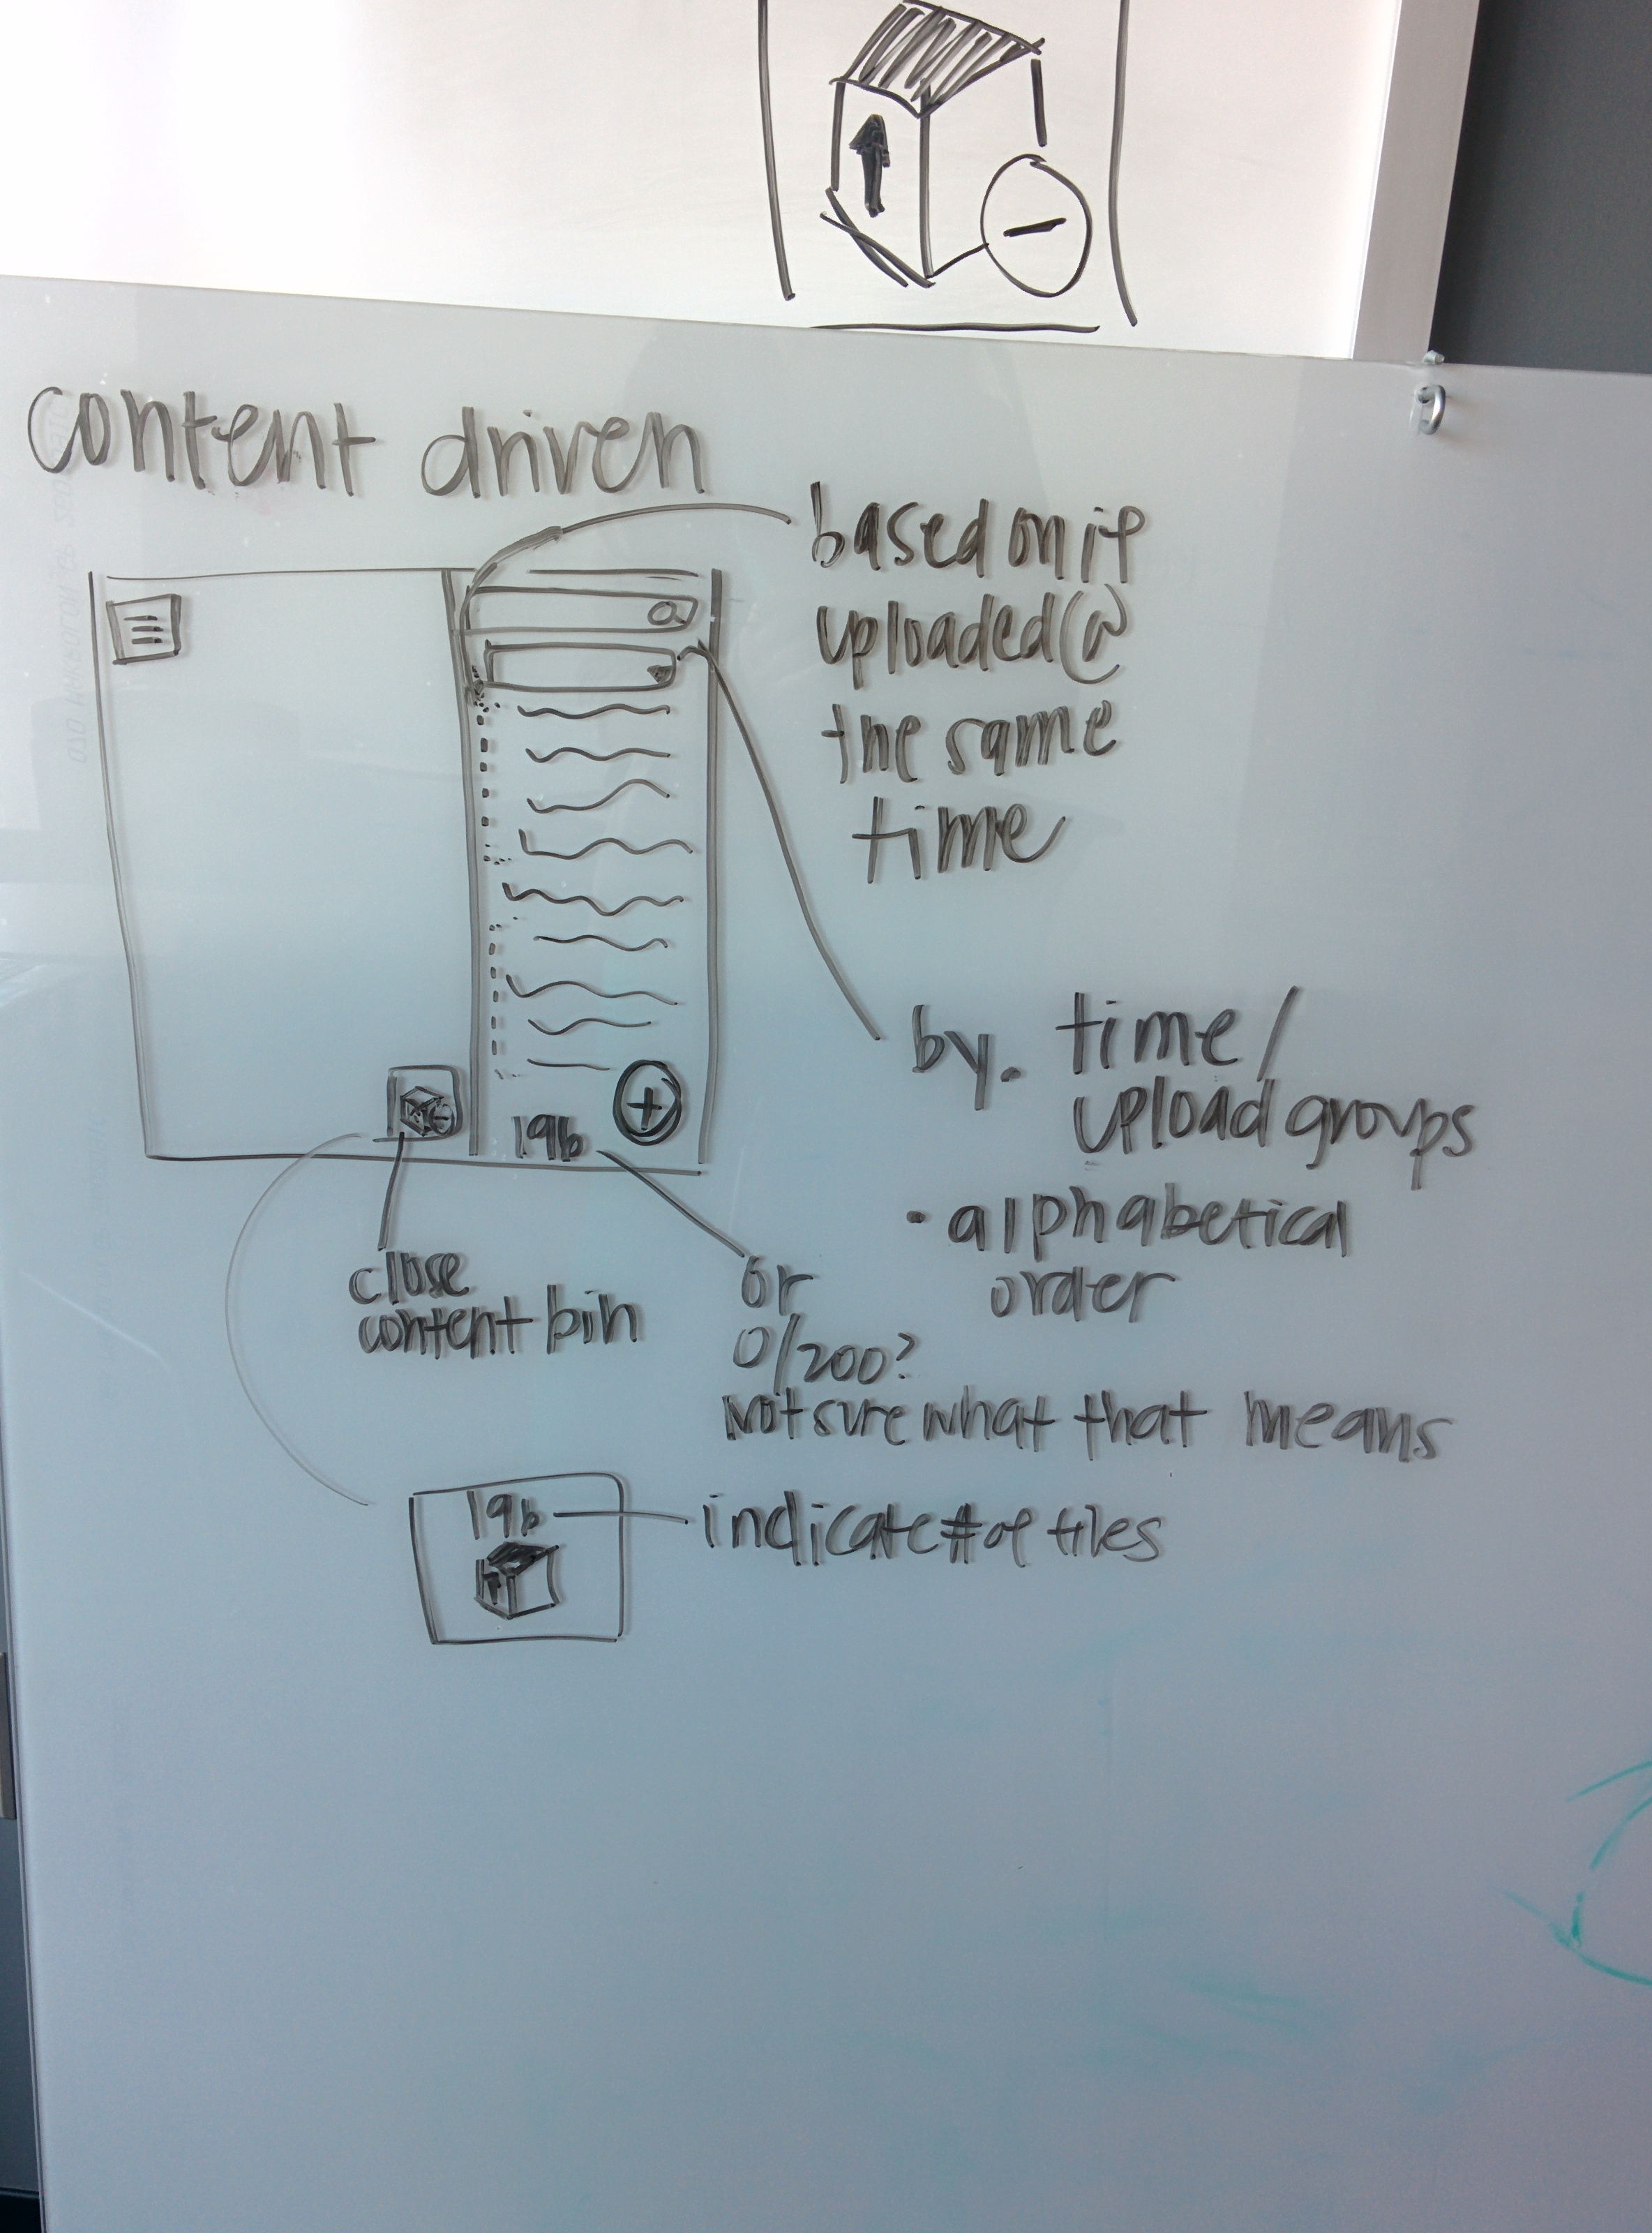 content driven
based on if
uploaded @
the same
time
by. time/
upload groups
• alphabetical
order
196
close
content bin
or
0/200?
not sure what that means
196
indicate # of tiles